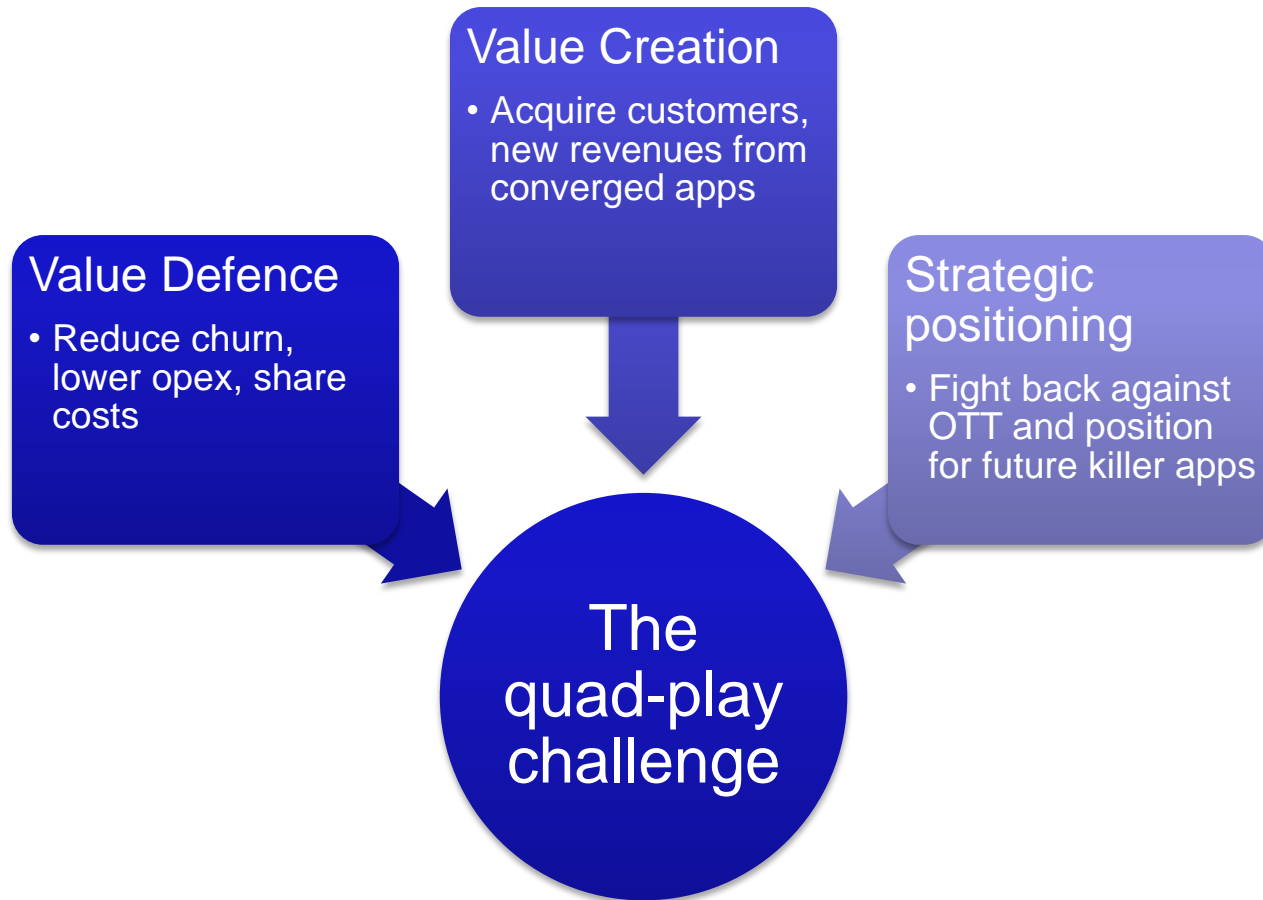 Value Creation
• Acquire customers,
new revenues from
converged apps
Value Defence
• Reduce churn,
lower opex, share
costs
Strategic
positioning
• Fight back against
OTT and position
for future killer apps
The
quad-play
challenge